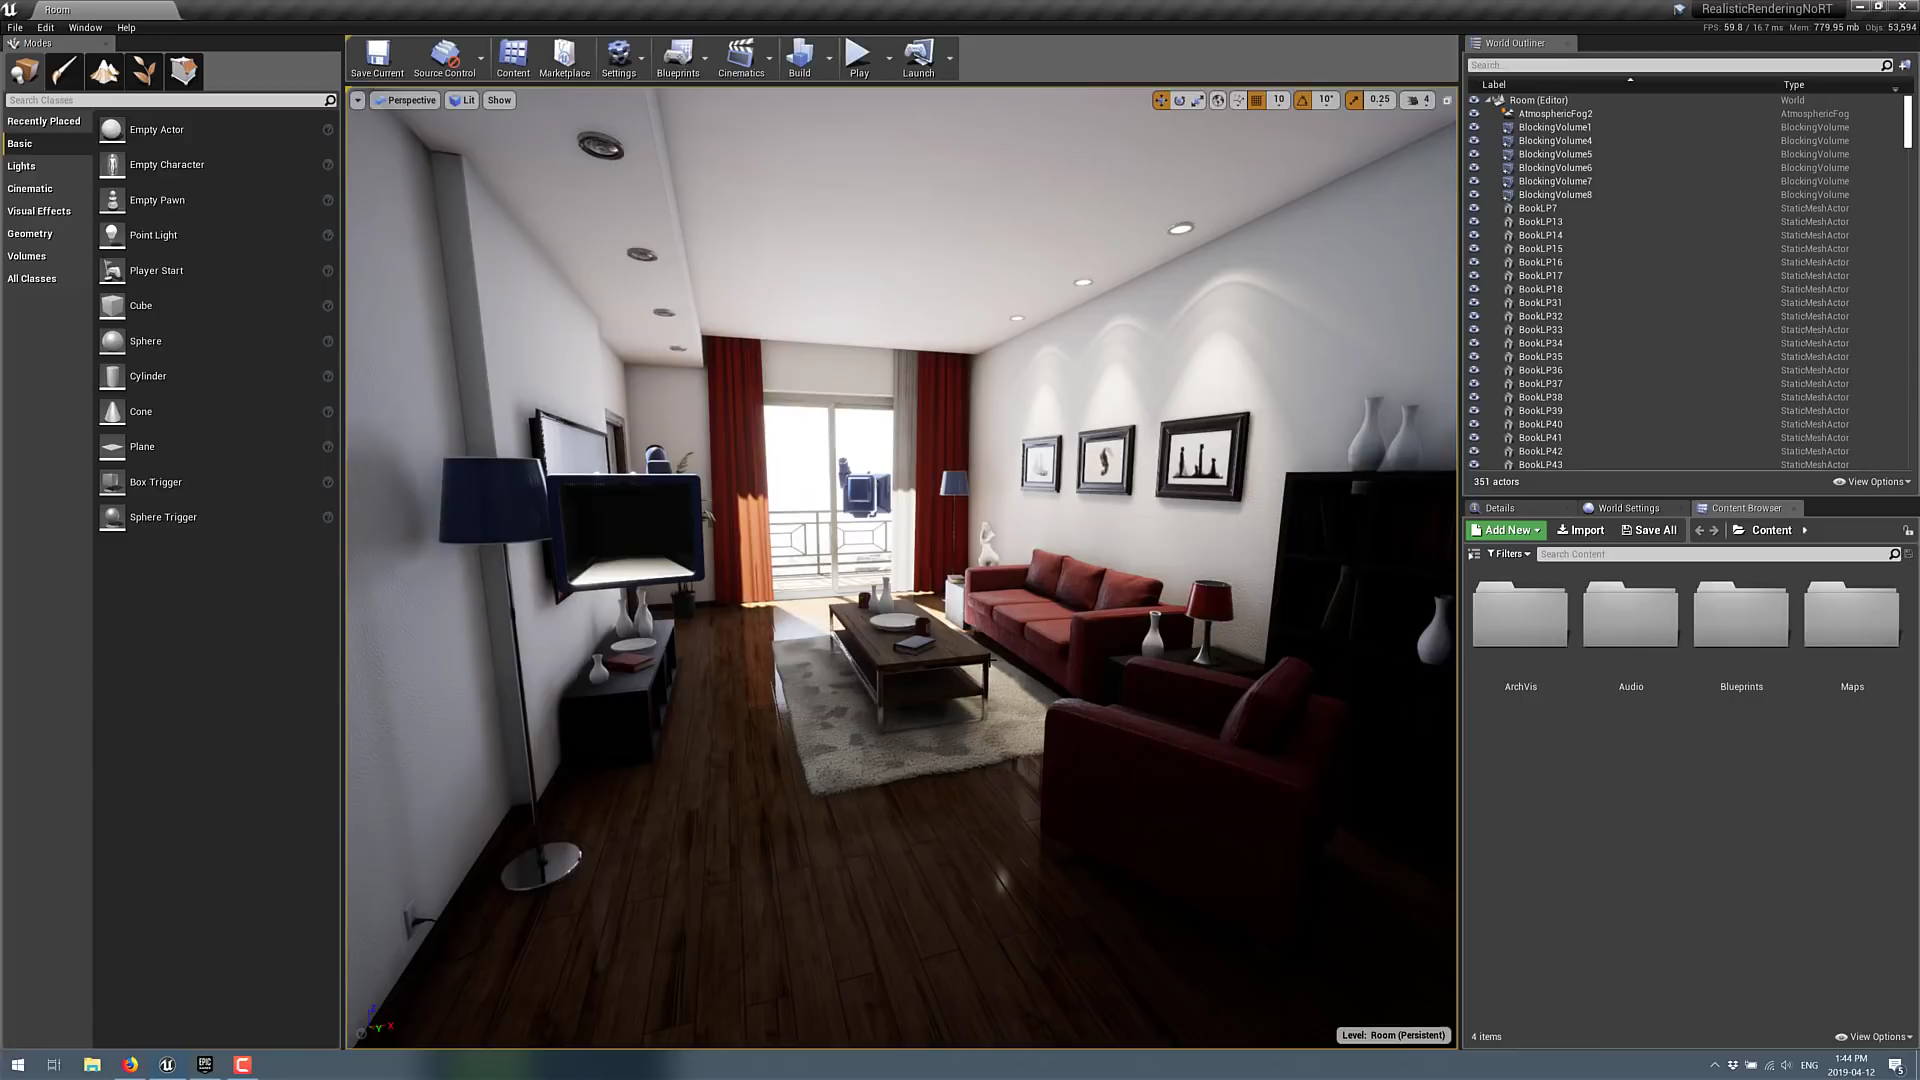 Room
RealisticRenderingNoRT
File Edit Window Help
FPS: 59.8 / 16.7 ms Mem: 779.95 mb Objs: 53,594
Modes
Save Current
Source Control
Content
Marketplace
Settings
Blueprints
Cinematics
Build
Play
Launch
Search Classes
Recently Placed
Basic
Lights
Cinematic
Visual Effects
Geometry
Volumes
All Classes
Empty Actor
Empty Character
Empty Pawn
Point Light
Player Start
Cube
Sphere
Cylinder
Cone
Plane
Box Trigger
Sphere Trigger
Perspective Lit Show
10 10° 0.25 4
Level: Room (Persistent)
World Outliner
Search...
Label Type
Room (Editor) World
AtmosphericFog2 AtmosphericFog
BlockingVolume1 BlockingVolume
BlockingVolume4 BlockingVolume
BlockingVolume5 BlockingVolume
BlockingVolume6 BlockingVolume
BlockingVolume7 BlockingVolume
BlockingVolume8 BlockingVolume
BookLP7 StaticMeshActor
BookLP13 StaticMeshActor
BookLP14 StaticMeshActor
BookLP15 StaticMeshActor
BookLP16 StaticMeshActor
BookLP17 StaticMeshActor
BookLP18 StaticMeshActor
BookLP31 StaticMeshActor
BookLP32 StaticMeshActor
BookLP33 StaticMeshActor
BookLP34 StaticMeshActor
BookLP35 StaticMeshActor
BookLP36 StaticMeshActor
BookLP37 StaticMeshActor
BookLP38 StaticMeshActor
BookLP39 StaticMeshActor
BookLP40 StaticMeshActor
BookLP41 StaticMeshActor
BookLP42 StaticMeshActor
BookLP43 StaticMeshActor
351 actors View Options
Details World Settings Content Browser
Add New Import Save All Content
Filters Search Content
ArchVis Audio Blueprints Maps
4 items View Options
EPIC GAMES
ENG
1:44 PM
2019-04-12
5